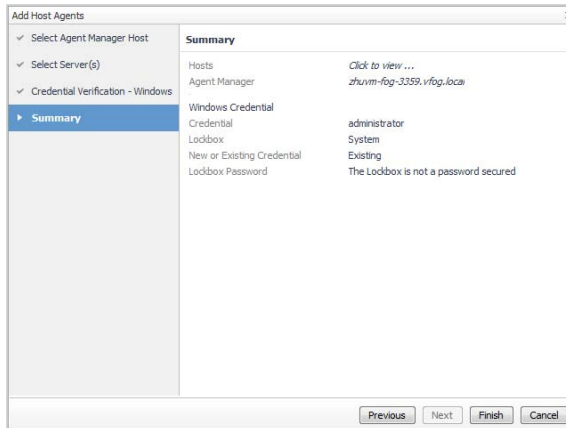 Add Host Agents
Select Agent Manager Host
Select Server(s)
Credential Verification - Windows
Summary
Summary
Hosts Click to view ...
Agent Manager zhuvm-fog-3359.vfog.local
Windows Credential
Credential administrator
Lockbox System
New or Existing Credential Existing
Lockbox Password The Lockbox is not a password secured
Previous Next Finish Cancel